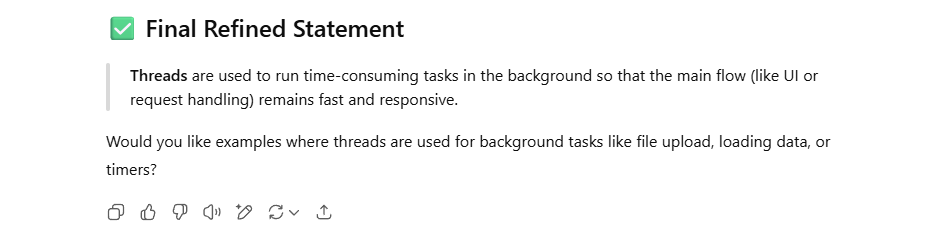 ✅ Final Refined Statement
Threads are used to run time-consuming tasks in the background so that the main flow (like UI or
request handling) remains fast and responsive.
Would you like examples where threads are used for background tasks like file upload, loading data, or
timers?